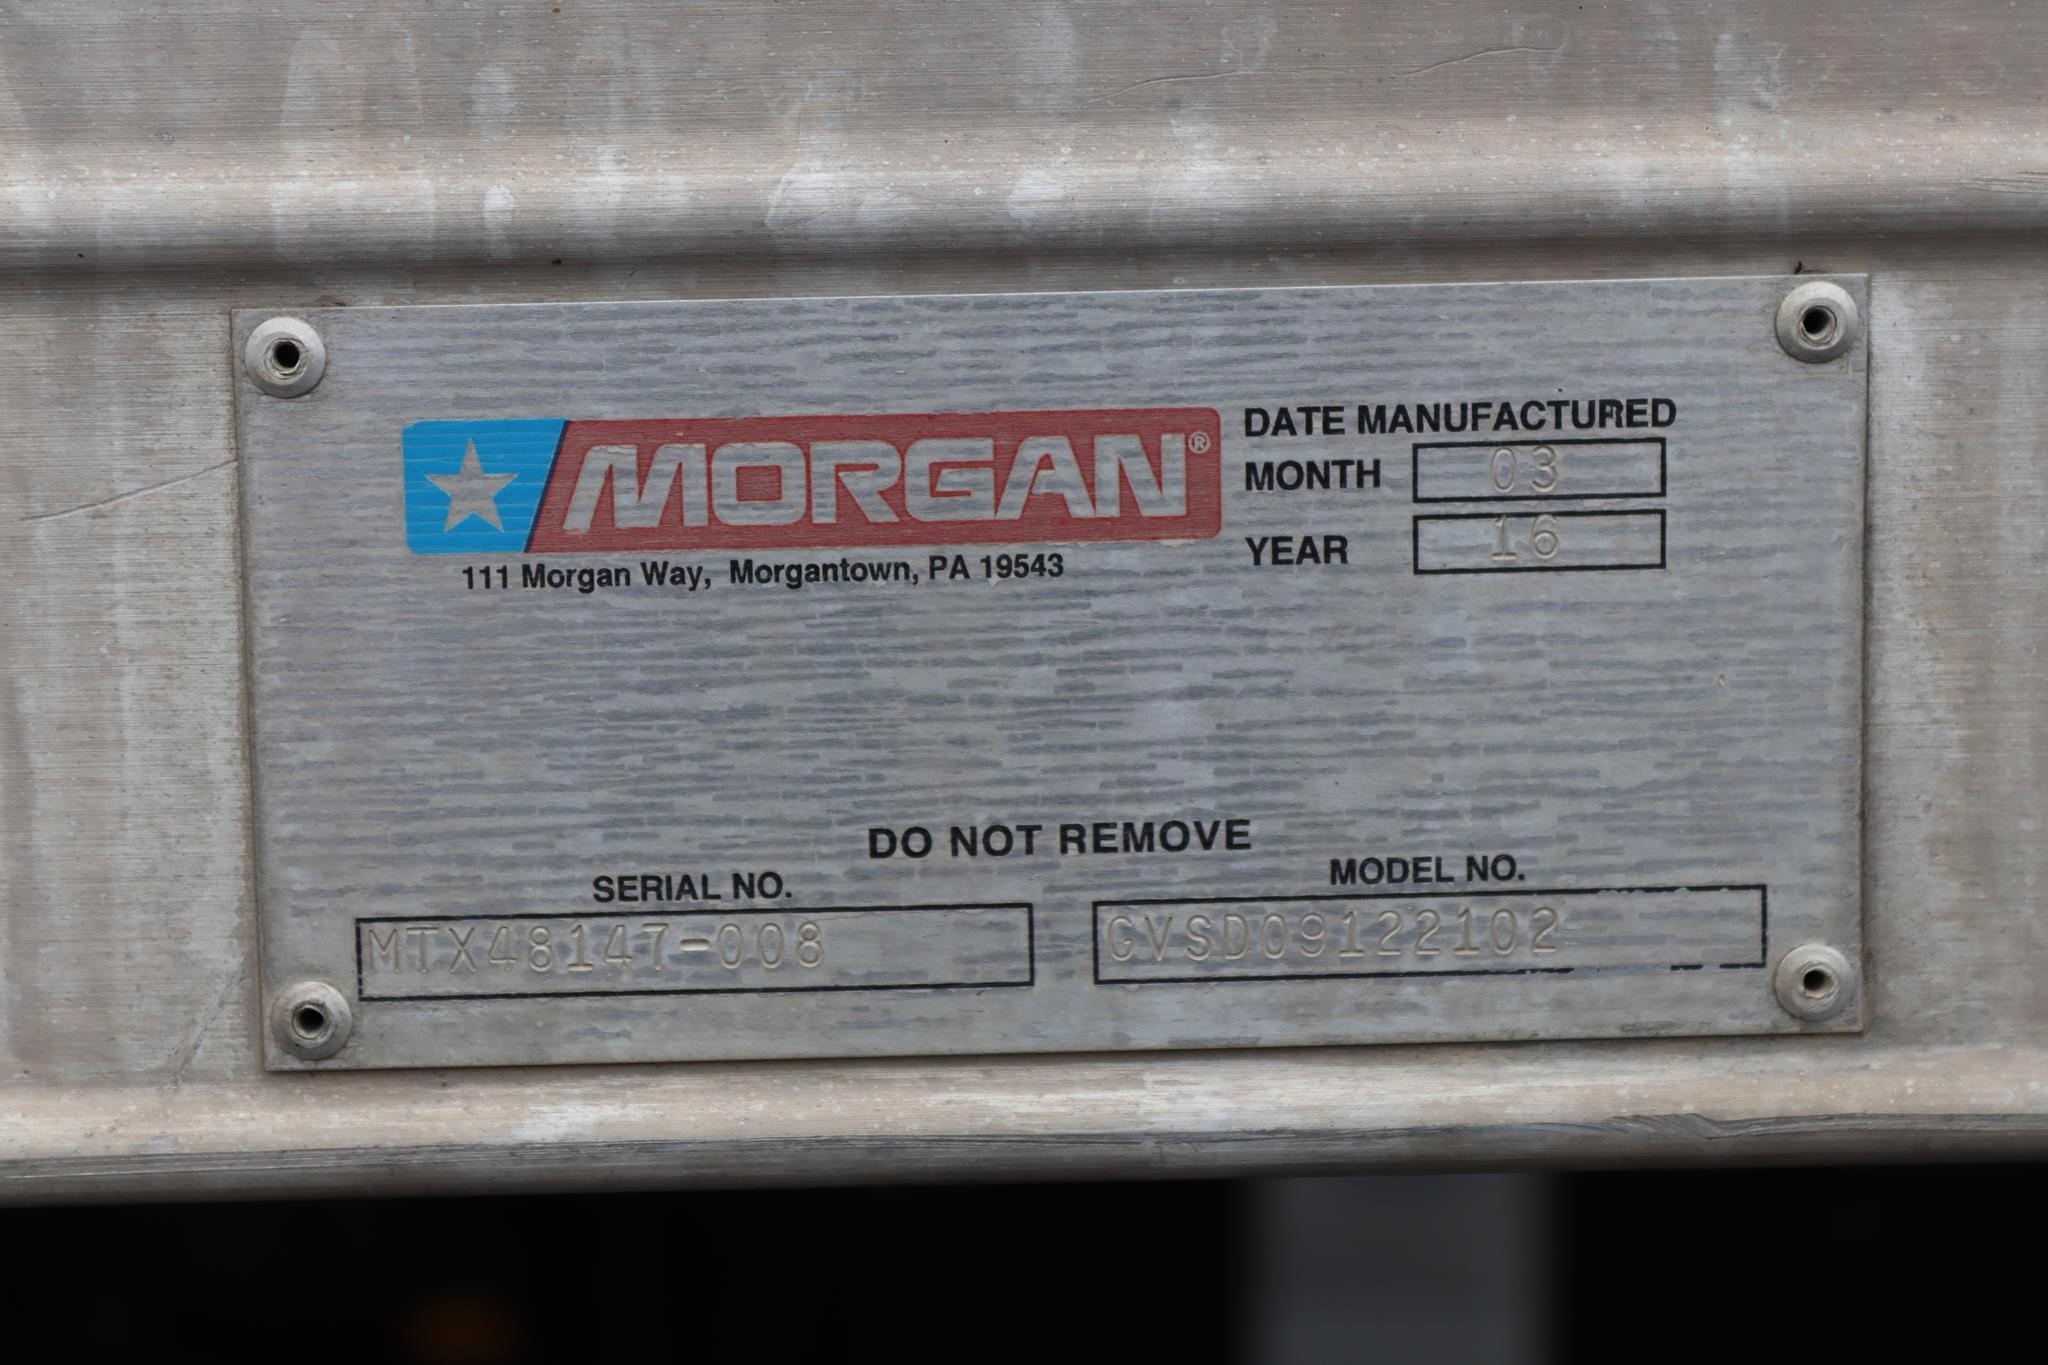 MORGAN®
111 Morgan Way, Morgantown, PA 19543
DATE MANUFACTURED
MONTH 03
YEAR 16
DO NOT REMOVE
SERIAL NO.
MTX48147-008
MODEL NO.
GVSD09122102